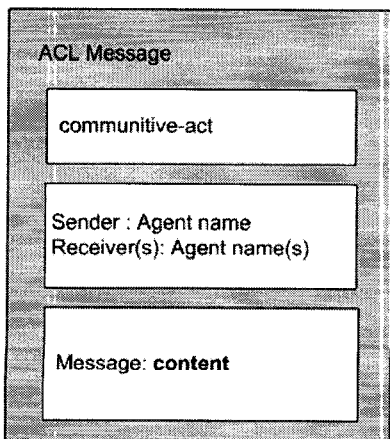 ACL Message
communitive-act
Sender : Agent name
Receiver(s): Agent name(s)
Message: content